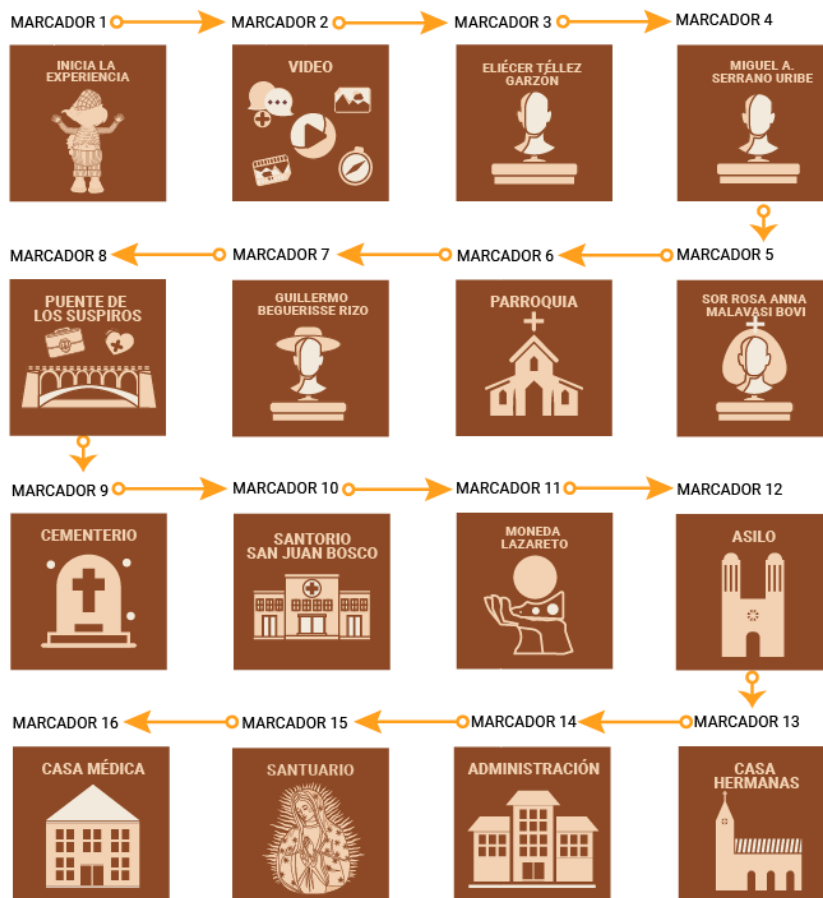 MARCADOR 1
MARCADOR 2
MARCADOR 3
MARCADOR 4
INICIA LA
EXPERIENCIA
VIDEO
ELIÉCER TÉLLEZ
GARZÓN
MIGUEL A.
SERRANO URIBE
MARCADOR 8
MARCADOR 7
MARCADOR 6
MARCADOR 5
PUENTE DE
LOS SUSPIROS
GUILLERMO
BEGUERISSE RIZO
PARROQUIA
SOR ROSA ANNA
MALAVASI BOVI
MARCADOR 9
MARCADOR 10
MARCADOR 11
MARCADOR 12
CEMENTERIO
SANTORIO
SAN JUAN BOSCO
MONEDA
LAZARETO
ASILO
MARCADOR 16
MARCADOR 15
MARCADOR 14
MARCADOR 13
CASA MÉDICA
SANTUARIO
ADMINISTRACIÓN
CASA
HERMANAS